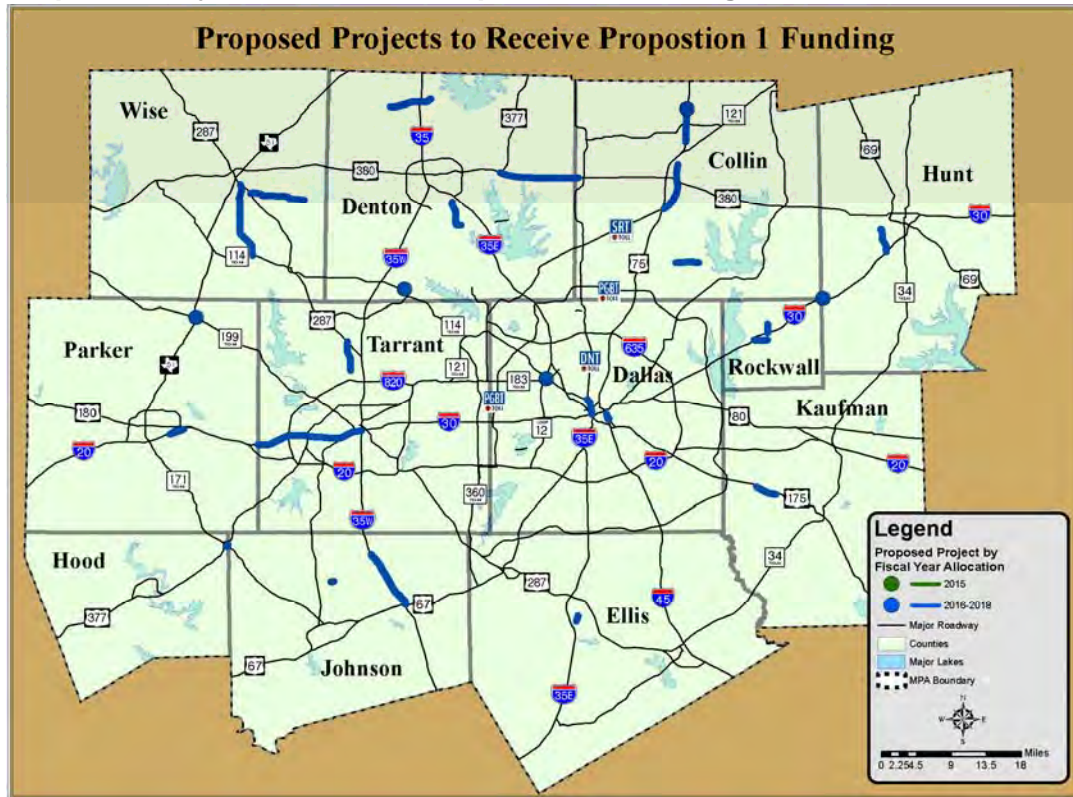 Proposed Projects to Receive Propostion 1 Funding
Wise
287
35
377
121
Collin
69
Hunt
380
Denton
380
30
SRT
TOLL
35E
114
35W
75
69
34
PGBT
TOLL
30
287
114
199
Tarrant
635
Rockwall
Parker
121
DNT
TOLL
Dallas
820
183
Kaufman
180
PGBT
TOLL
30
LOOP
12
80
20
35E
20
20
20
171
360
175
35W
Hood
34
287
45
Ellis
67
377
67
Johnson
35E
Legend
Proposed Project by
Fiscal Year Allocation
2015
2016-2018
Major Roadway
Counties
Major Lakes
MPA Boundary
N
W E
S
Miles
0 2.25 4.5 9 13.5 18